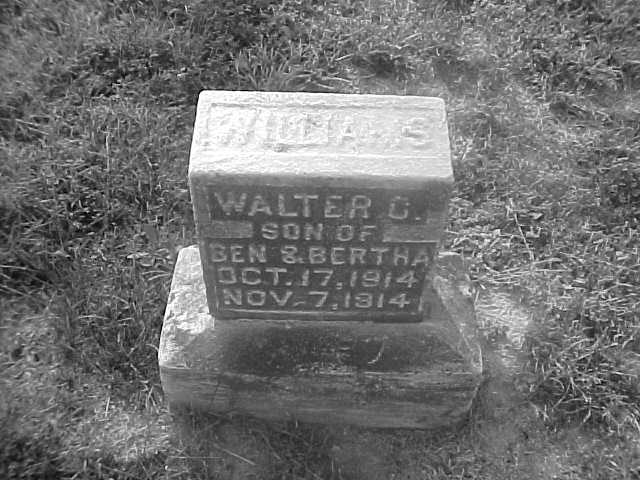 WILLIAMS
WALTER C.
SON OF
BEN & BERTHA
OCT. 17, 1914
NOV. 7, 1914